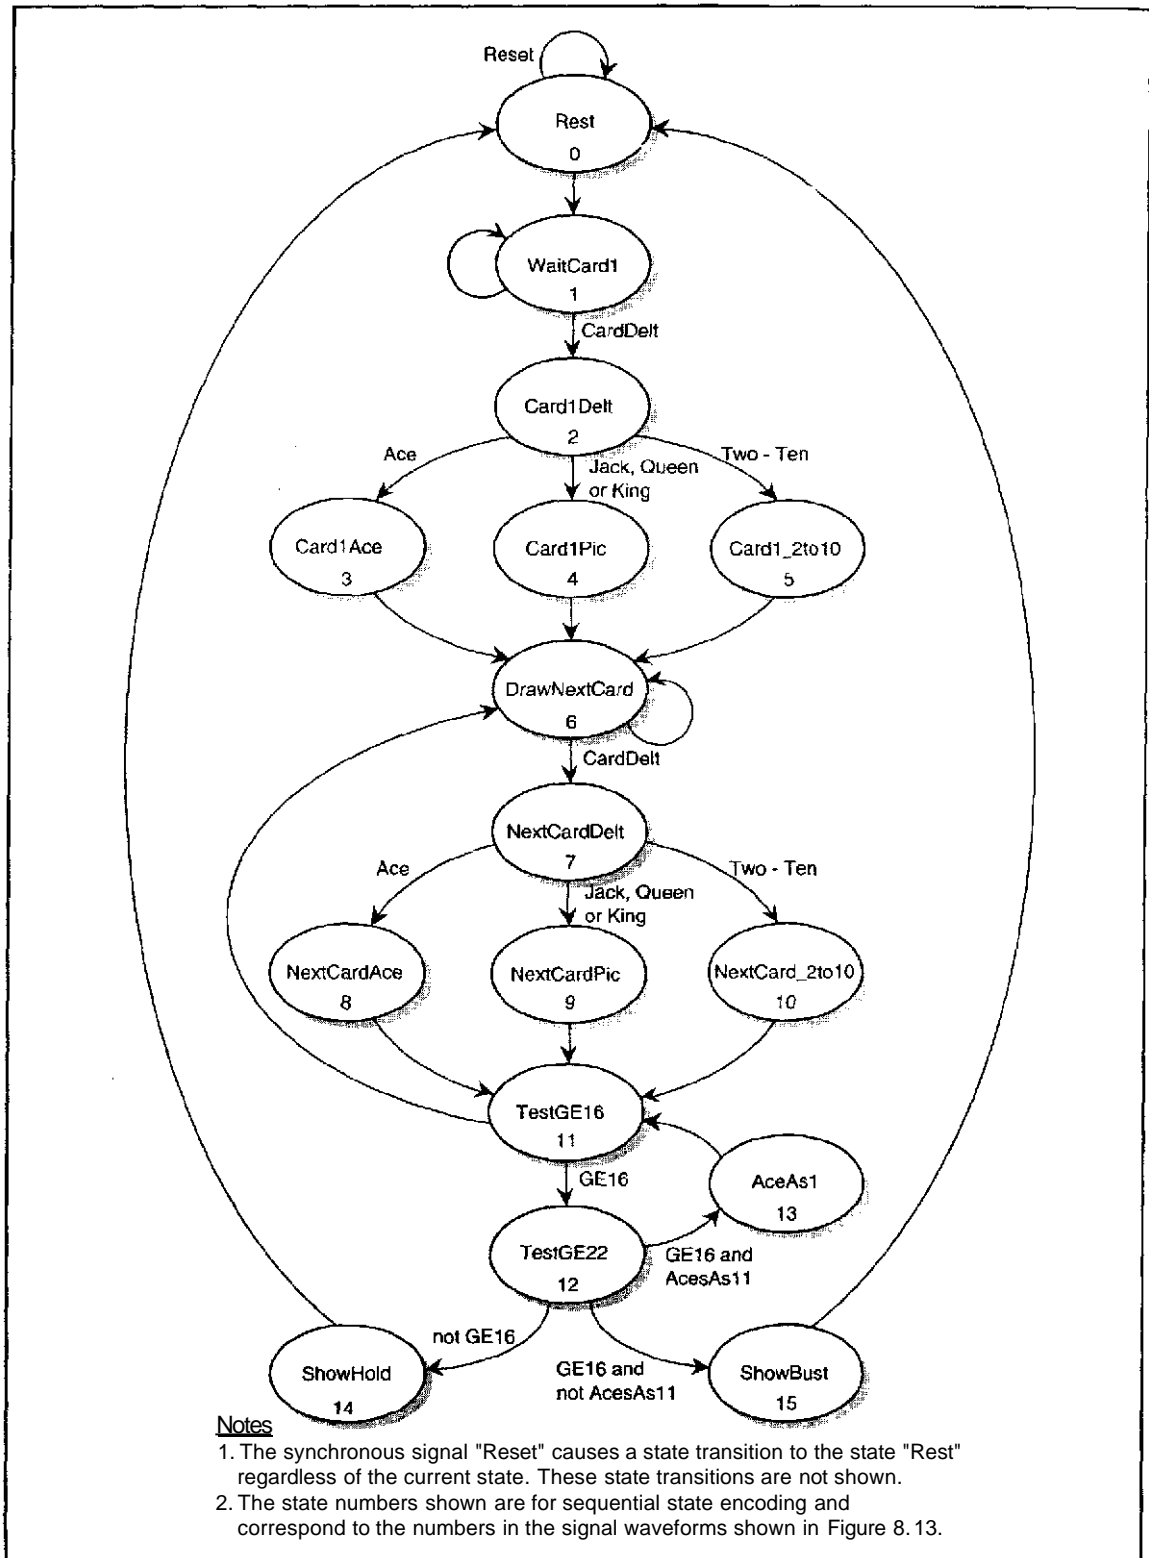 Reset
Rest
0
WaitCard1
1
CardDelt
Card1Delt
2
Ace
Jack, Queen
or King
Two - Ten
Card1Ace
3
Card1Pic
4
Card1_2to10
5
DrawNextCard
6
CardDelt
NextCardDelt
7
Ace
Jack, Queen
or King
Two - Ten
NextCardAce
8
NextCardPic
9
NextCard_2to10
10
TestGE16
11
GE16
AceAs1
13
TestGE22
12
GE16 and
AcesAs11
not GE16
GE16 and
not AcesAs11
ShowHold
14
ShowBust
15
Notes
1. The synchronous signal "Reset" causes a state transition to the state "Rest"
regardless of the current state. These state transitions are not shown.
2. The state numbers shown are for sequential state encoding and
correspond to the numbers in the signal waveforms shown in Figure 8.13.